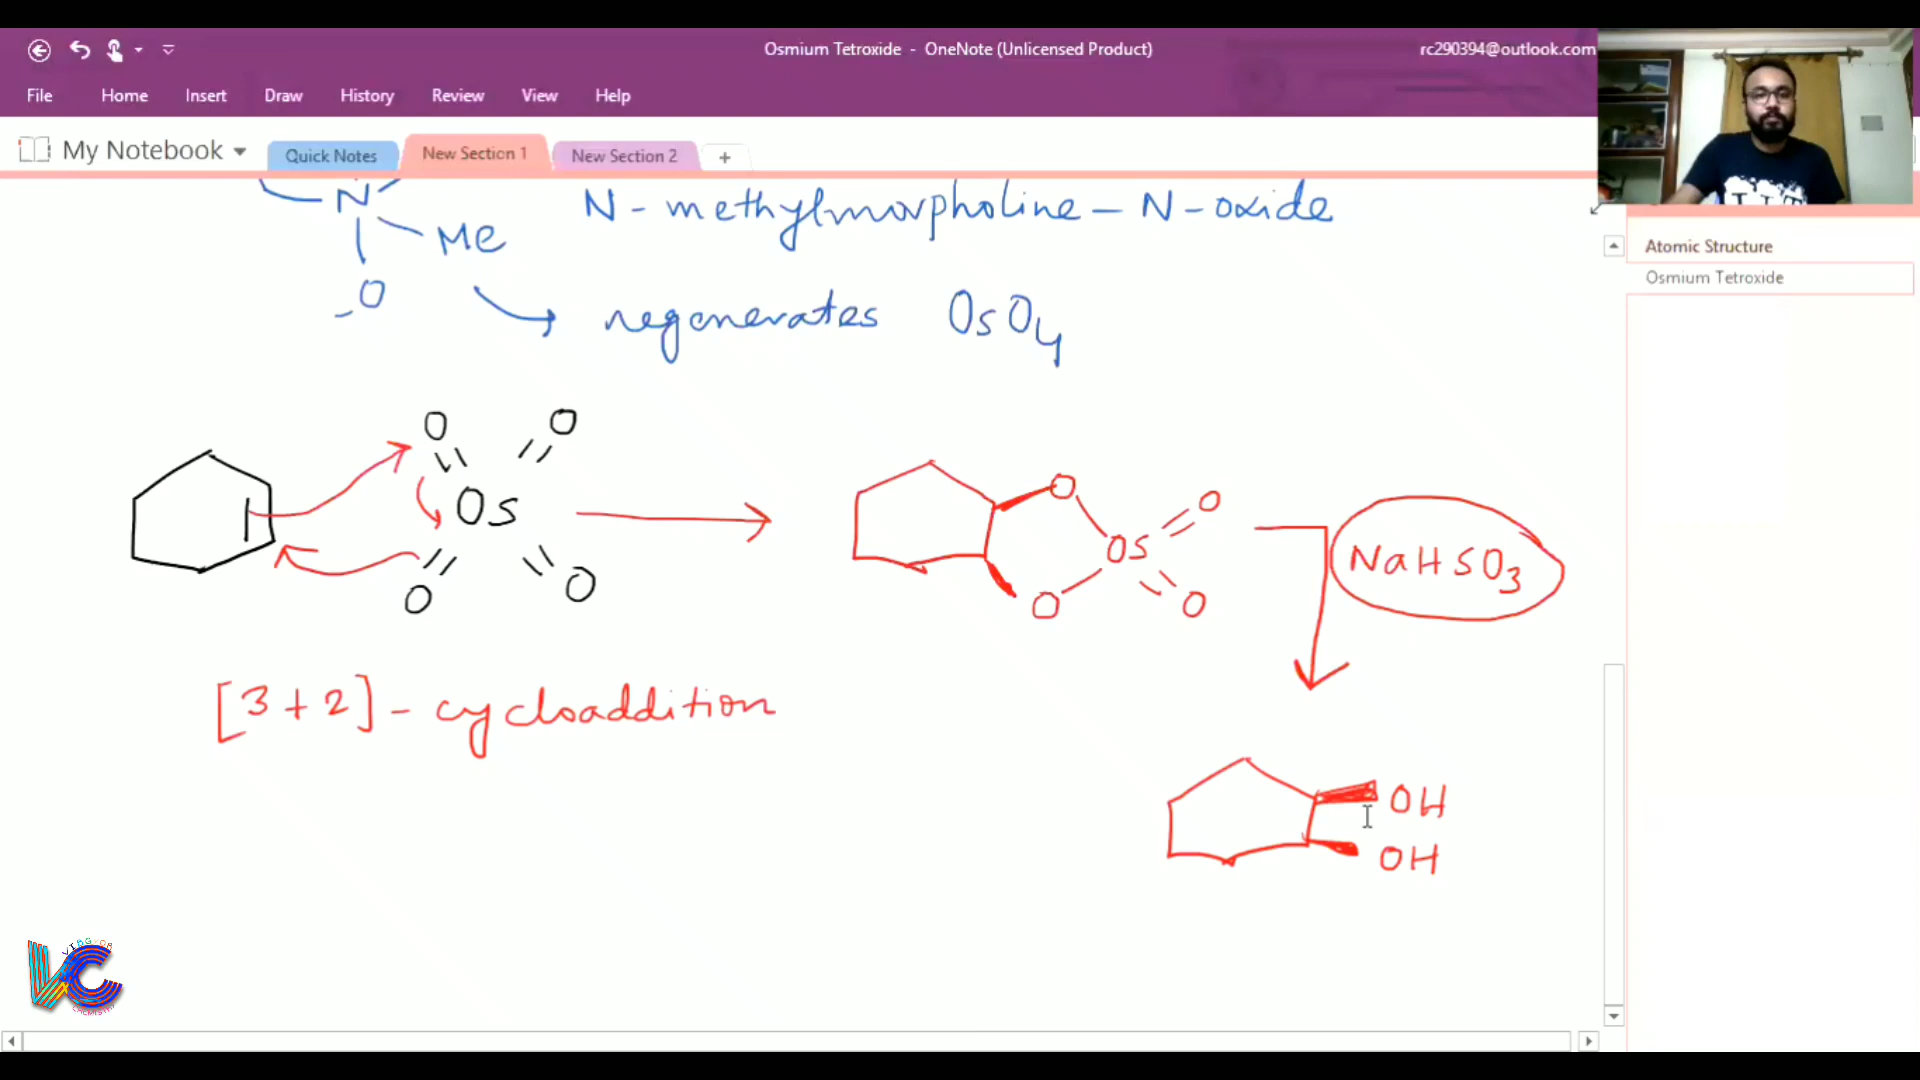 Osmium Tetroxide - OneNote (Unlicensed Product)
rc290394@outlook.com
File Home Insert Draw History Review View Help
My Notebook
Quick Notes
New Section 1
New Section 2
+
Atomic Structure
Osmium Tetroxide
N
Me
-O
N-methylmorpholine-N-oxide
regenerates OsO4
O O
Os
O O
O
O
Os
O
O
NaHSO3
[3+2]-cycloaddition
OH
OH
VC